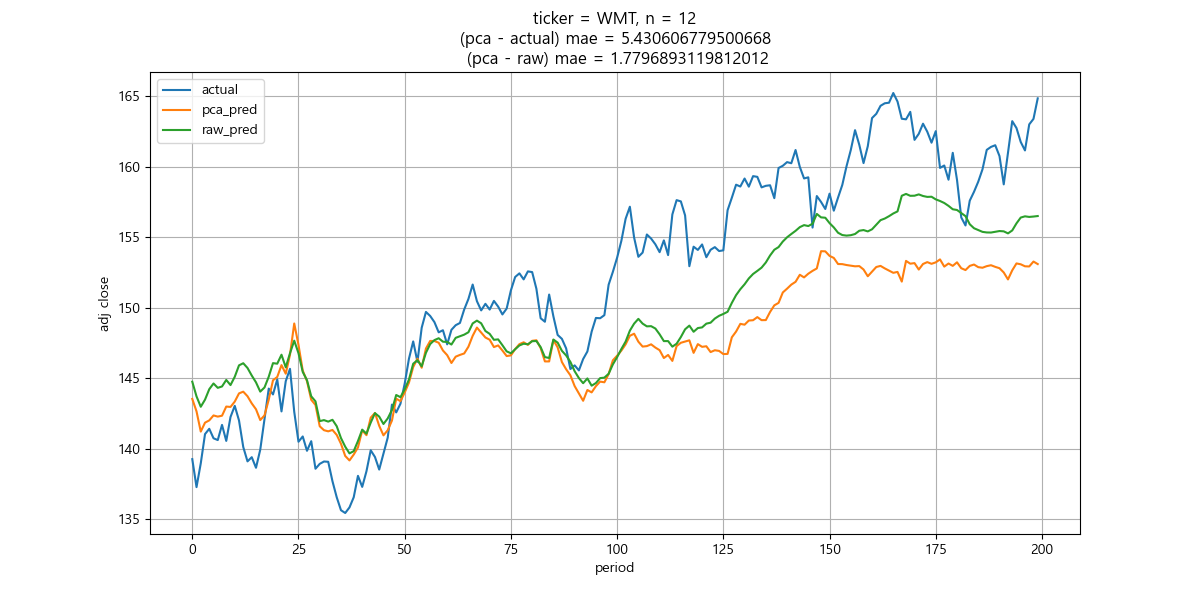 ticker = WMT, n = 12
(pca - actual) mae = 5.430606779500668
(pca - raw) mae = 1.7796893119812012
actual
pca_pred
raw_pred
165
160
155
150
145
140
135
adj close
0 25 50 75 100 125 150 175 200
period